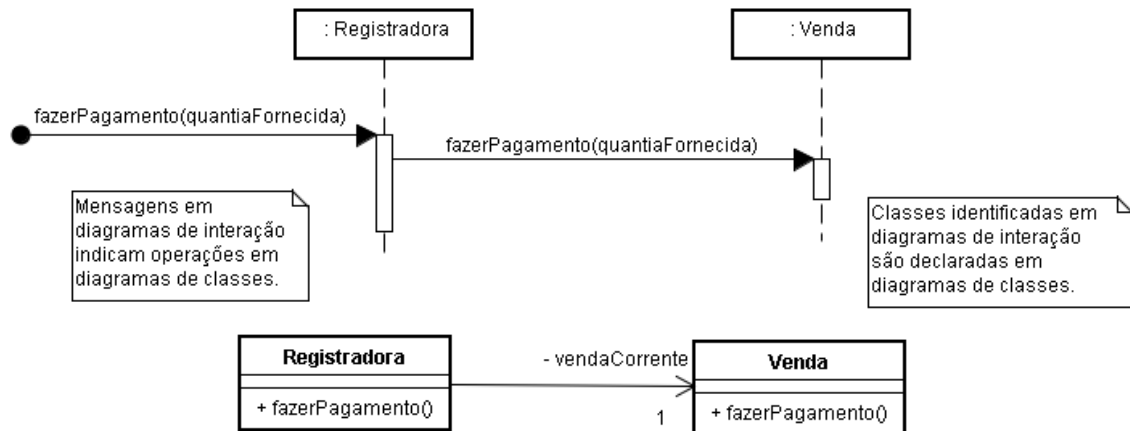 : Registradora
: Venda
fazerPagamento(quantiaFornecida)
fazerPagamento(quantiaFornecida)
Mensagens em
diagramas de interação
indicam operações em
diagramas de classes.
Classes identificadas em
diagramas de interação
são declaradas em
diagramas de classes.
Registradora
+ fazerPagamento()
- vendaCorrente
1
Venda
+ fazerPagamento()